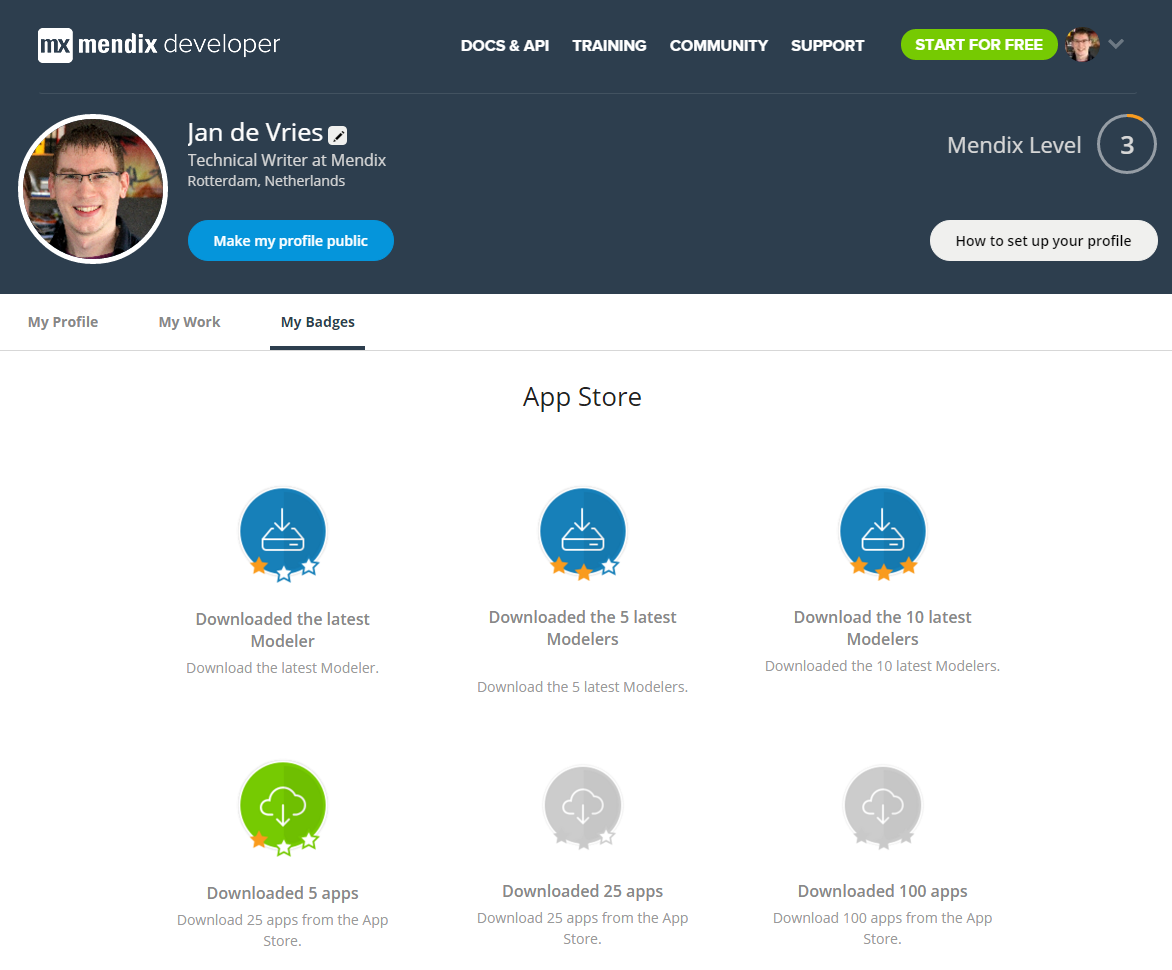 mx mendix developer
DOCS & API TRAINING COMMUNITY SUPPORT START FOR FREE
Jan de Vries
Technical Writer at Mendix
Rotterdam, Netherlands
Mendix Level 3
Make my profile public
How to set up your profile
My Profile My Work My Badges
App Store
Downloaded the latest
Modeler
Download the latest Modeler.
Downloaded the 5 latest
Modelers
Download the 5 latest Modelers.
Download the 10 latest
Modelers
Downloaded the 10 latest Modelers.
Downloaded 5 apps
Download 25 apps from the App
Store.
Downloaded 25 apps
Download 25 apps from the App
Store.
Downloaded 100 apps
Download 100 apps from the App
Store.